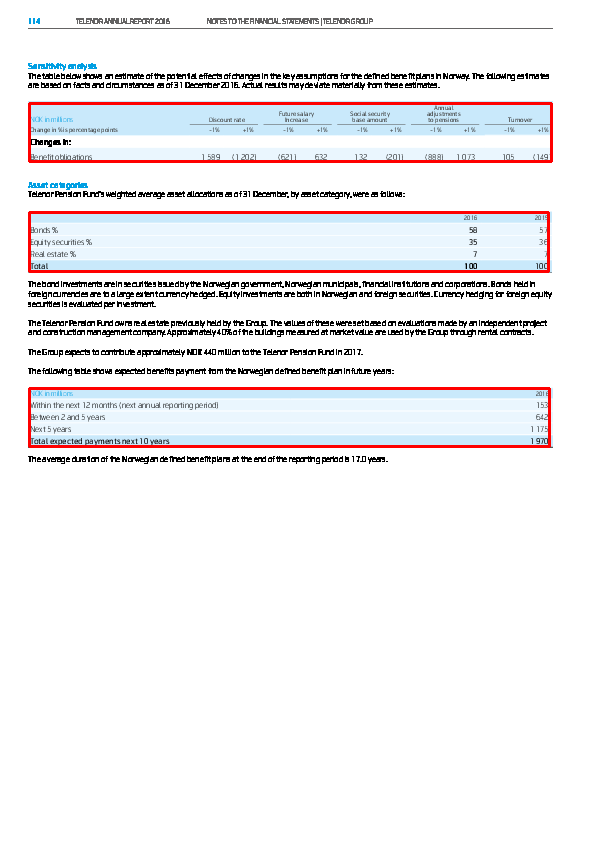 114 TELENOR ANNUAL REPORT 2016 NOTES TO THE FINANCIAL STATEMENTS | TELENOR GROUP
Sensitivity analysis
The table below shows an estimate of the potential effects of changes in the key assumptions for the defined benefit plans in Norway. The following estimates
are based on facts and circumstances as of 31 December 2016. Actual results may deviate materially from these estimates.
NOK in millions Discount rate Future salary increase Social security base amount Annual adjustments to pensions Turnover
Change in % is percentage points -1% +1% -1% +1% -1% +1% -1% +1% -1% +1%
Changes in:
Benefit obligations 1 589 (1 202) (621) 632 132 (201) (888) 1 073 105 (149
Asset categories
Telenor Pension Fund's weighted average asset allocations as of 31 December, by asset category, were as follows:
2016 2015
Bonds % 58 57
Equity securities % 35 36
Real estate % 7 7
Total 100 100
The bond investments are in securities issued by the Norwegian government, Norwegian municipals, financial institutions and corporations. Bonds held in
foreign currencies are to a large extent currency hedged. Equity investments are both in Norwegian and foreign securities. Currency hedging for foreign equity
securities is evaluated per investment.
The Telenor Pension Fund owns real estate previously held by the Group. The values of these were set based on evaluations made by an independent project
and construction management company. Approximately 40% of the buildings measured at market value are used by the Group through rental contracts.
The Group expects to contribute approximately NOK 440 million to the Telenor Pension Fund in 2017.
The following table shows expected benefits payment from the Norwegian defined benefit plan in future years:
NOK in millions 2016
Within the next 12 months (next annual reporting period) 153
Between 2 and 5 years 642
Next 5 years 1 175
Total expected payments next 10 years 1 970
The average duration of the Norwegian defined benefit plans at the end of the reporting period is 17.0 years.